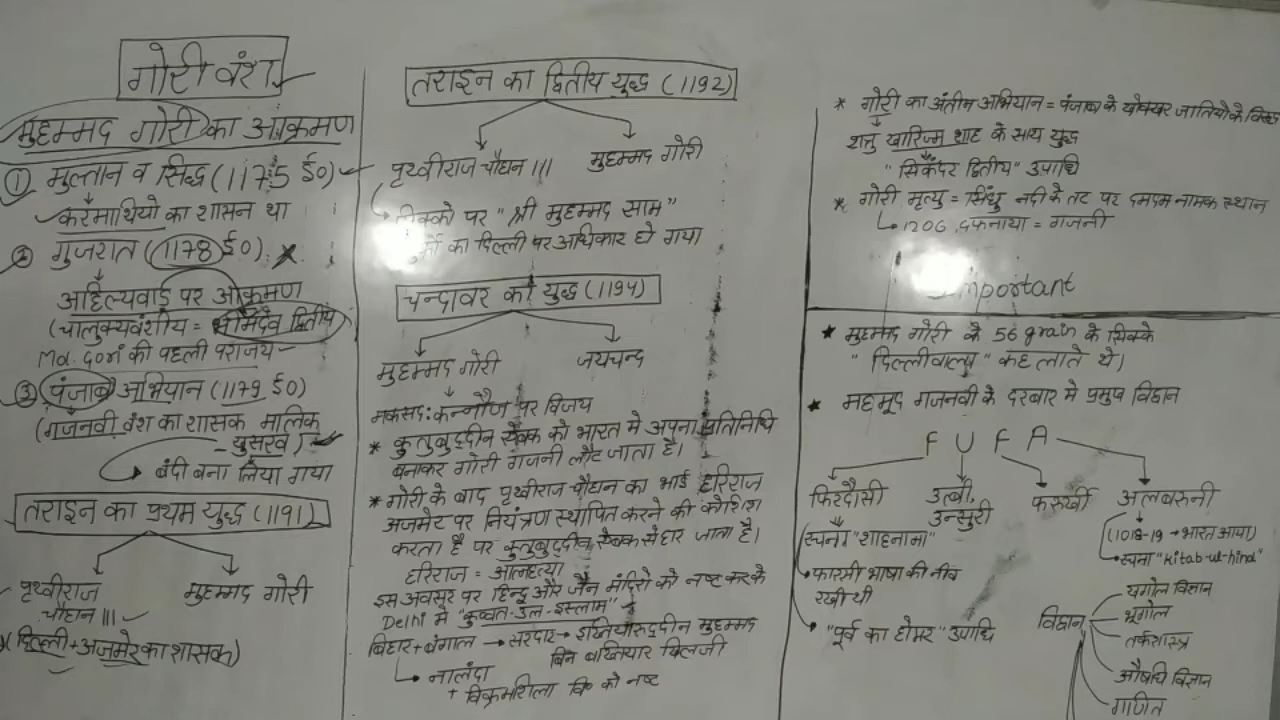 गोरी वंश
मुहम्मद गोरी का आक्रमण
① मुल्तान व सिद्ध (1175 ई०)
करमाथियो का शासन था
② गुजरात (1178 ई०)
अहिल्यवाड़ पर आक्रमण
(चालुक्यवंशीय = भीमदेव द्वितीय)
Md. Gori की पहली पराजय
③ पंजाब अभियान (1179 ई०)
(गजनवी वंश का शासक मालिक
- खुसरव)
बंदी बना लिया गया
तराइन का प्रथम युद्ध (1191)
पृथ्वीराज मुहम्मद गोरी
चौहान III
(दिल्ली + अजमेर का शासक)
तराइन का द्वितीय युद्ध (1192)
पृथ्वीराज चौहान III मुहम्मद गोरी
सिक्को पर "श्री मुहम्मद साम"
का दिल्ली पर अधिकार हो गया
चन्दावर का युद्ध (1194)
मुहम्मद गोरी जयचन्द
मकसद: कन्नौज पर विजय
* कुतुबुद्दीन ऐबक को भारत मे अपना प्रतिनिधि
बनाकर गोरी गजनी लौट जाता है।
* गोरी के बाद पृथ्वीराज चौहान का भाई हरिराज
अजमेर पर नियंत्रण स्थापित करने की कोशिश
करता है पर कुतुबुद्दीन ऐबक से हार जाता है।
हरिराज = आत्महत्या
इस अवसर पर हिन्दू और जैन मंदिरो को नष्ट करके
Delhi मे "कुव्वत-उल-इस्लाम"
बिहार + बंगाल → सरदार → इख्तियारुद्दीन मुहम्मद
बिन बख्तियार खिलजी
नालंदा
+ विक्रमशिला वि० को नष्ट
* गोरी का अंतीम अभियान = पंजाब के खोक्खर जातियो के विरूद्ध
शत्रु ख्वारिज्म शाह के साथ युद्ध
"सिकंदर द्वितीय" उपाधि
* गोरी मृत्यु = सिंधु नदी के तट पर दमदम नामक स्थान
1206, दफनाया = गजनी
Important
* मुहम्मद गोरी के 56 grain के सिक्के
"दिल्लीवाला" कहलाते थे।
* महमूद गजनवी के दरबार मे प्रमुख विद्वान
F U F A
फिरदौसी उत्बी, फरूर्खी अलबरुनी
उन्सुरी
रचना "शाहनामा"
फारसी भाषा की नीव
रखी थी
"पूर्व का होमर" उपाधि
(1018-19 → भारत आया)
रचना "Kitab-ul-hind"
विद्वान
खगोल विज्ञान
भूगोल
तर्कशास्त्र
औषधि विज्ञान
गणित